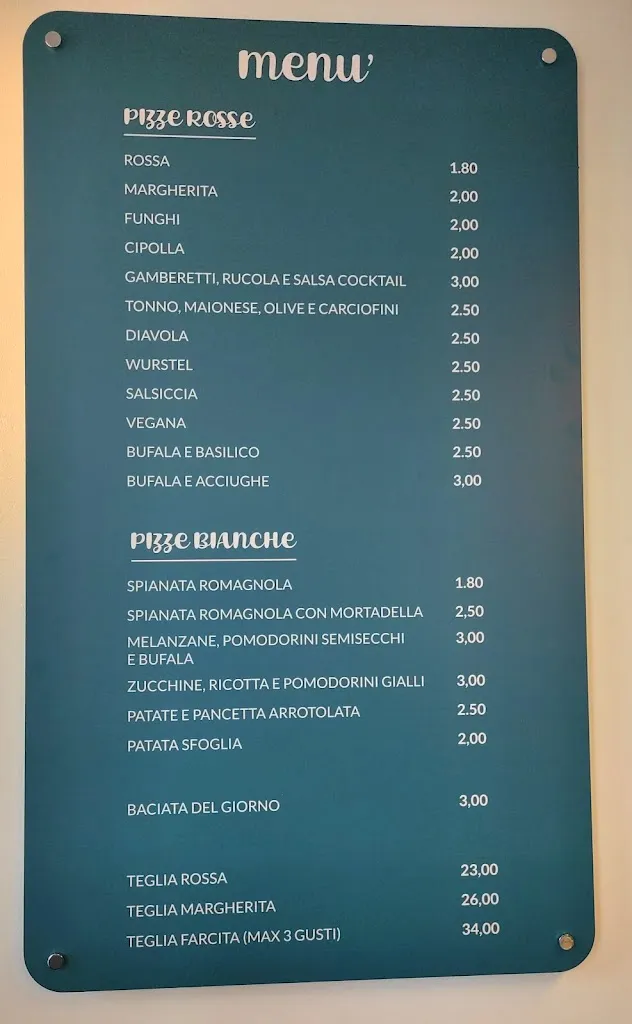 menu'
PIZZE ROSSE
ROSSA 1.80
MARGHERITA 2,00
FUNGHI 2,00
CIPOLLA 2,00
GAMBERETTI, RUCOLA E SALSA COCKTAIL 3,00
TONNO, MAIONESE, OLIVE E CARCIOFINI 2.50
DIAVOLA 2.50
WURSTEL 2.50
SALSICCIA 2.50
VEGANA 2.50
BUFALA E BASILICO 2.50
BUFALA E ACCIUGHE 3,00
PIZZE BIANCHE
SPIANATA ROMAGNOLA 1.80
SPIANATA ROMAGNOLA CON MORTADELLA 2,50
MELANZANE, POMODORINI SEMISECCHI 3,00
E BUFALA
ZUCCHINE, RICOTTA E POMODORINI GIALLI 3,00
PATATE E PANCETTA ARROTOLATA 2.50
PATATA SFOGLIA 2,00
BACIATA DEL GIORNO 3,00
TEGLIA ROSSA 23,00
TEGLIA MARGHERITA 26,00
TEGLIA FARCITA (MAX 3 GUSTI) 34,00